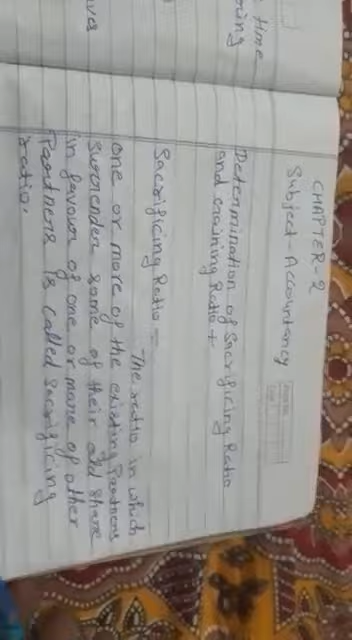 CHAPTER-2
Subject-Accountancy
Determination of Sacrificing Ratio
and Gaining Ratio
Sacrificing Ratio =
The ratio in which
one or more of the existing Partners
Surrender some of their old share
in favour of one or more of other
Partners is called Sacrificing
ratio.
time